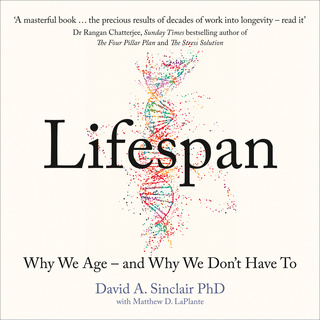 ‘A masterful book … the precious results of decades of work into longevity – read it’
Dr Rangan Chatterjee, Sunday Times bestselling author of
The Four Pillar Plan and The Stress Solution
Lifespan
Why We Age – and Why We Don’t Have To
David A. Sinclair PhD
with Matthew D. LaPlante